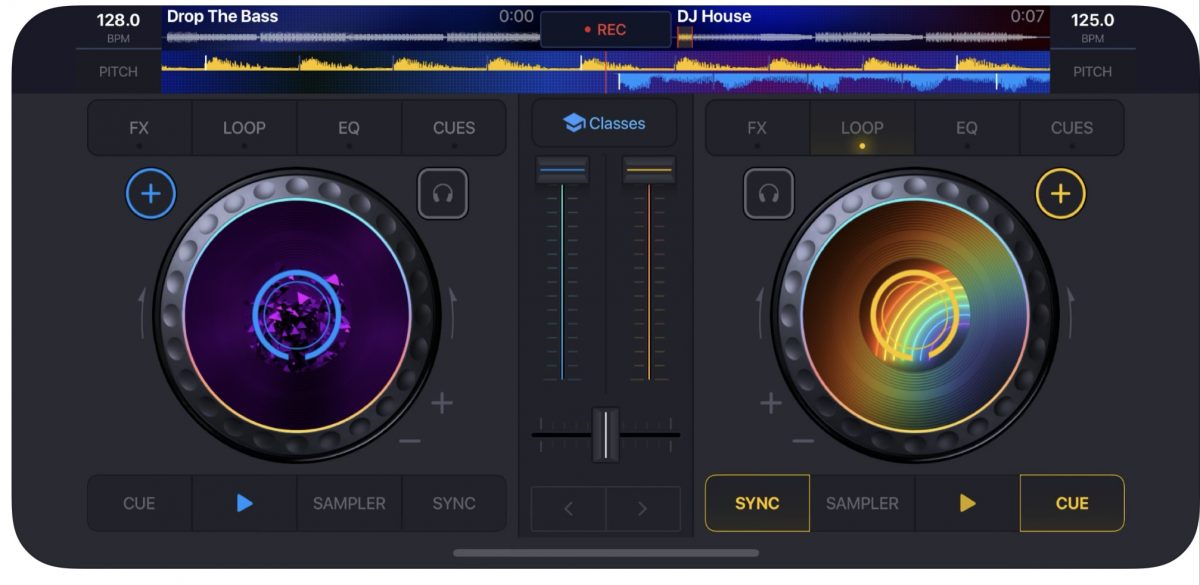 128.0
BPM
PITCH
Drop The Bass
0:00
REC
DJ House
0:07
125.0
BPM
PITCH
FX
LOOP
EQ
CUES
Classes
FX
LOOP
EQ
CUES
CUE
SAMPLER
SYNC
SYNC
SAMPLER
CUE